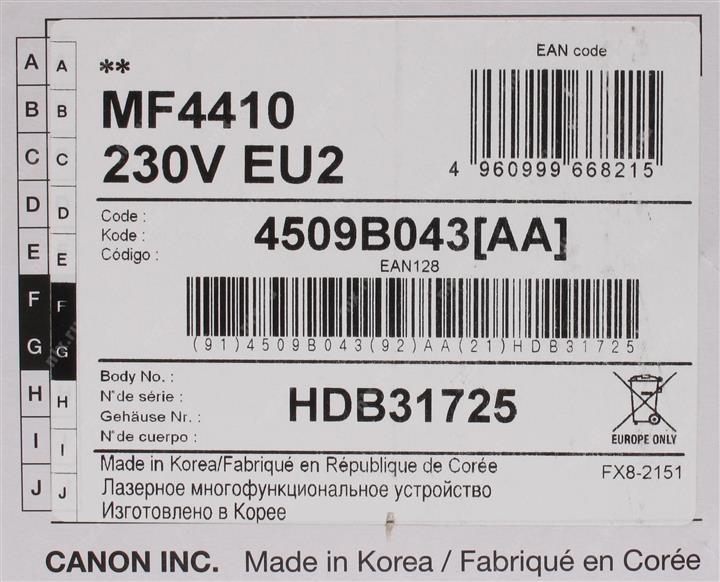 A A
B B
C C
D D
E E
F F
G G
H H
I I
J J
**
MF4410
230V EU2
EAN code
4 960999 668215
Code :
Kode :
Código :
4509B043[AA]
EAN128
(91)4509B043(92)AA(21)HDB31725
Body No. :
N° de série :
Gehäuse Nr. :
N° de cuerpo :
HDB31725
EUROPE ONLY
Made in Korea/Fabriqué en République de Corée
FX8-2151
Лазерное многофункциональное устройство
Изготовлено в Корее
CANON INC. Made in Korea / Fabriqué en Corée